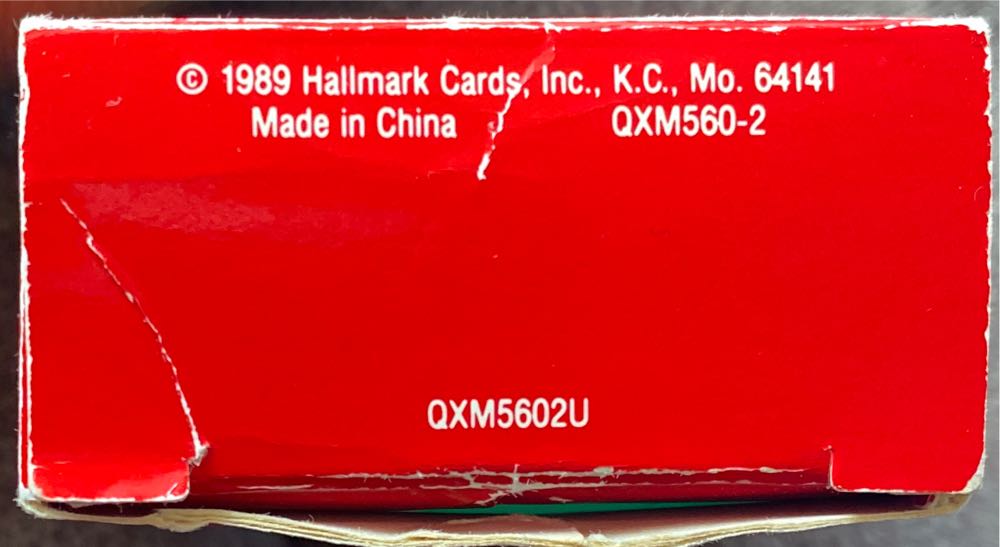 © 1989 Hallmark Cards, Inc., K.C., Mo. 64141
Made in China QXM560-2
QXM5602U